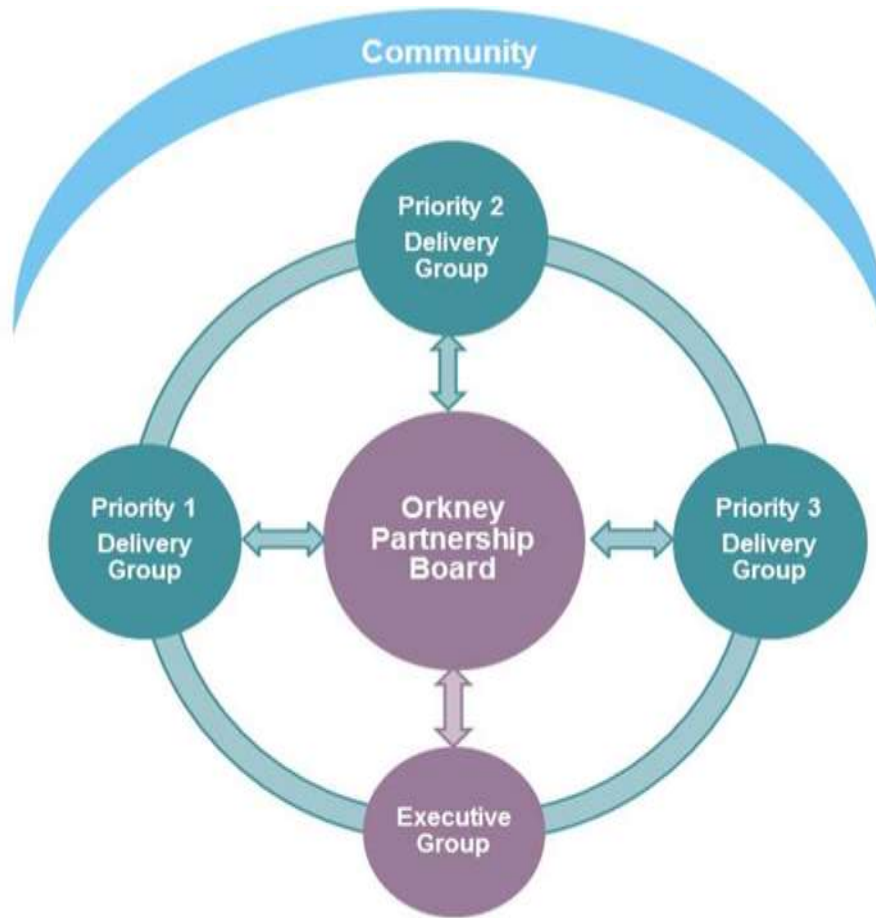 Community
Priority 2
Delivery
Group
Priority 1
Delivery
Group
Orkney
Partnership
Board
Priority 3
Delivery
Group
Executive
Group